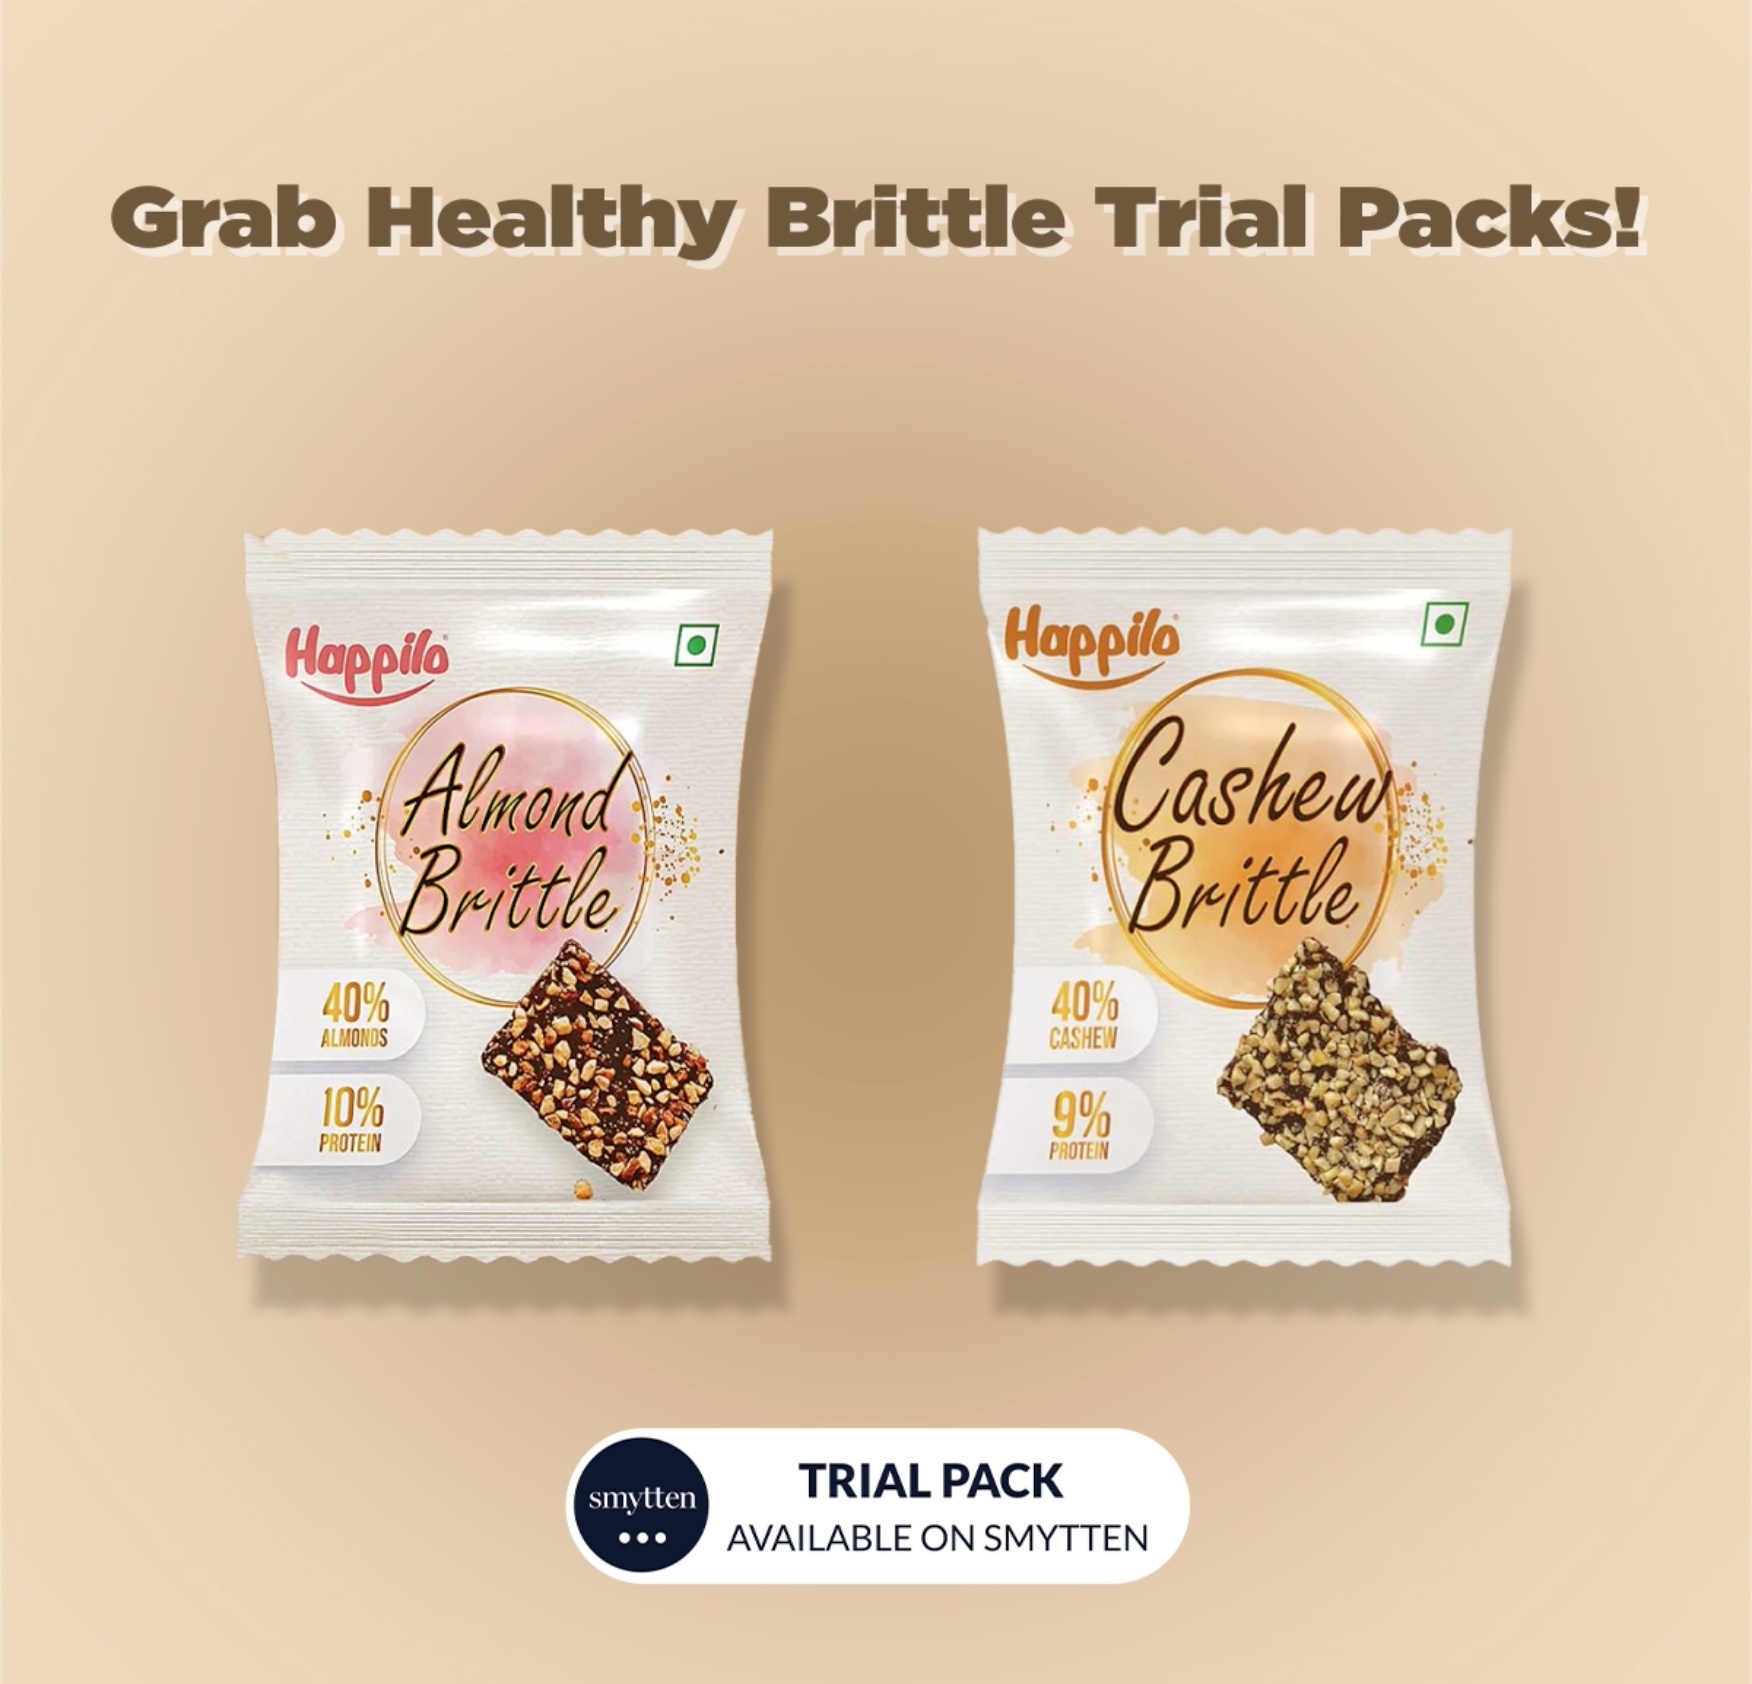 Grab Healthy Brittle Trial Packs!
Happilo
Almond
Brittle
40%
ALMONDS
10%
PROTEIN
Happilo
Cashew
Brittle
40%
CASHEW
9%
PROTEIN
smytten
TRIAL PACK
AVAILABLE ON SMYTTEN